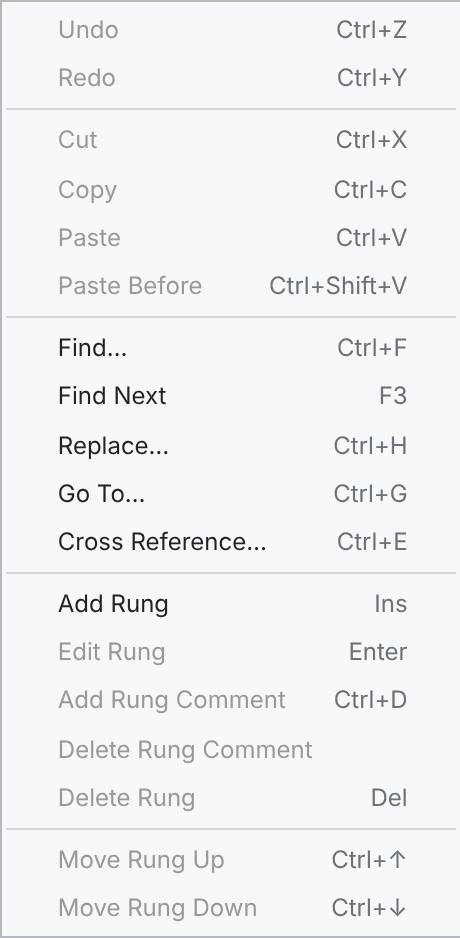 Undo Ctrl+Z
Redo Ctrl+Y
Cut Ctrl+X
Copy Ctrl+C
Paste Ctrl+V
Paste Before Ctrl+Shift+V
Find... Ctrl+F
Find Next F3
Replace... Ctrl+H
Go To... Ctrl+G
Cross Reference... Ctrl+E
Add Rung Ins
Edit Rung Enter
Add Rung Comment Ctrl+D
Delete Rung Comment
Delete Rung Del
Move Rung Up Ctrl+↑
Move Rung Down Ctrl+↓